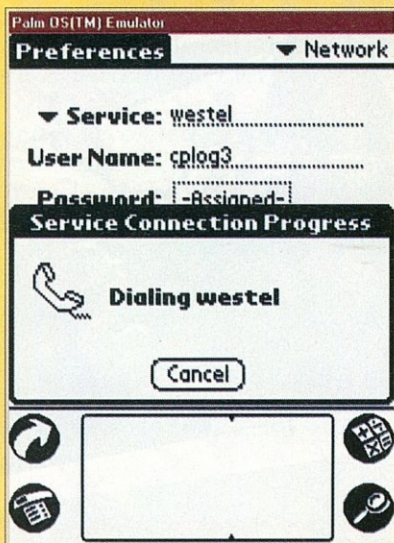 Palm OS(TM) Emulator
Preferences
Network
Service: westel
User Name: cplog3
Password: -Assigned-
Service Connection Progress
Dialing westel
Cancel